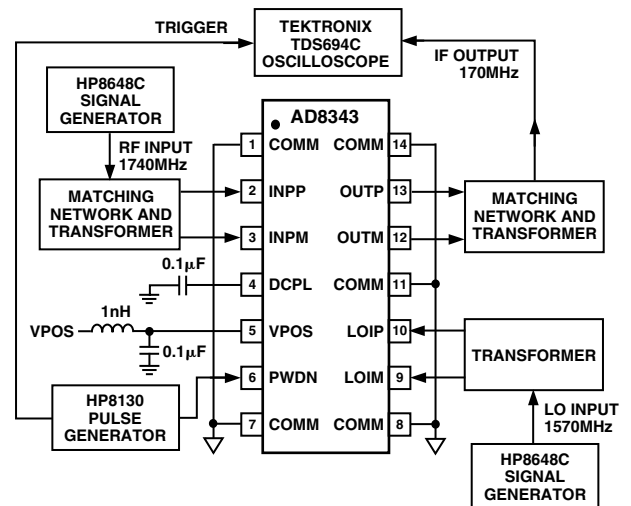 TRIGGER
TEKTRONIX
TDS694C
OSCILLOSCOPE
IF OUTPUT
170MHz
HP8648C
SIGNAL
GENERATOR
RF INPUT
1740MHz
MATCHING
NETWORK AND
TRANSFORMER
AD8343
1 COMM COMM 14
2 INPP OUTP 13
3 INPM OUTM 12
4 DCPL COMM 11
5 VPOS LOIP 10
6 PWDN LOIM 9
7 COMM COMM 8
0.1μF
1nH
VPOS
0.1μF
HP8130
PULSE
GENERATOR
MATCHING
NETWORK AND
TRANSFORMER
TRANSFORMER
LO INPUT
1570MHz
HP8648C
SIGNAL
GENERATOR